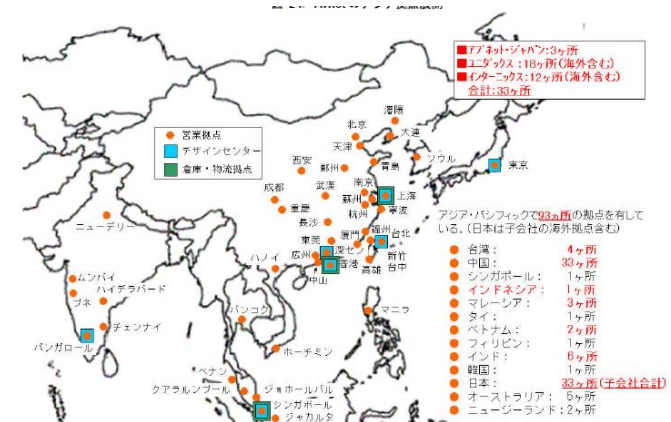 ■アブネット・ジャパン:3ヶ所
■ユニダックス:18ヶ所(海外含む)
■インターニックス:12ヶ所(海外含む)
合計:33ヶ所
営業拠点
デザインセンター
倉庫・物流拠点
瀋陽
北京
大連
天津
ソウル
青島
東京
西安
鄭州
南京
上海
成都
武漢
蘇州
重慶
杭州
寧波
長沙
福州
台北
ニューデリー
東莞
厦門
広州
深セン
新竹
台中
香港
高雄
中山
ハノイ
ムンバイ
ハイデラバード
プネ
チェンナイ
バンガロール
バンコク
マニラ
ホーチミン
ペナン
クアラルンプール
ジョホールバル
シンガポール
ジャカルタ
アジア・パシフィックで93ヵ所の拠点を有して
いる。(日本は子会社の海外拠点含む)
台湾: 4ヶ所
中国: 33ヶ所
シンガポール: 1ヶ所
インドネシア: 1ヶ所
マレーシア: 3ヶ所
タイ: 1ヶ所
ベトナム: 2ヶ所
フィリピン: 1ヶ所
インド: 6ヶ所
韓国: 1ヶ所
日本: 33ヶ所(子会社合計)
オーストラリア: 5ヶ所
ニュージーランド:2ヶ所